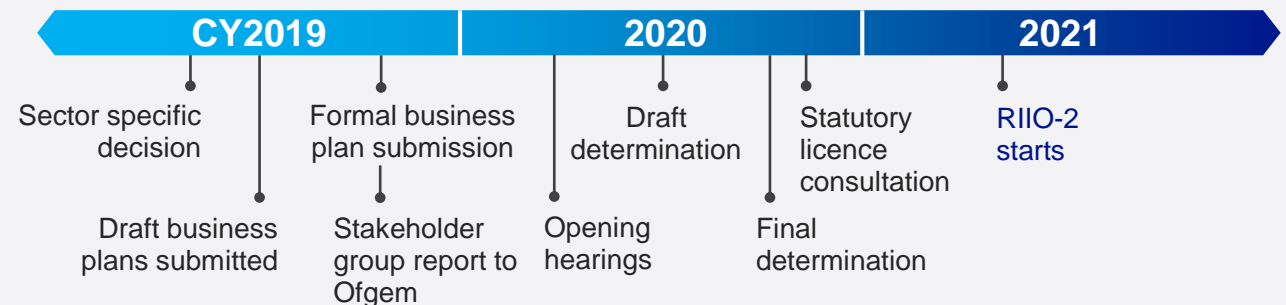 CY2019
2020
2021
Sector specific
decision
Draft business
plans submitted
Formal business
plan submission
Stakeholder
group report to
Ofgem
Opening
hearings
Draft
determination
Final
determination
Statutory
licence
consultation
RIIO-2
starts